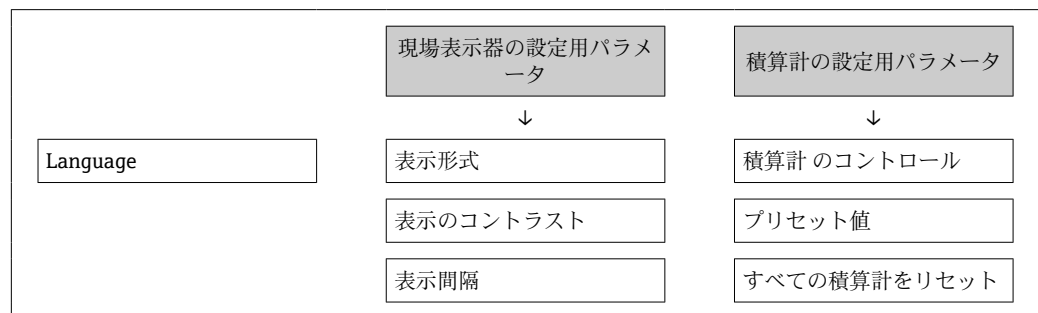 現場表示器の設定用パラメ
ータ
積算計の設定用パラメータ
↓
↓
Language
表示形式
積算計 のコントロール
表示のコントラスト
プリセット値
表示間隔
すべての積算計をリセット